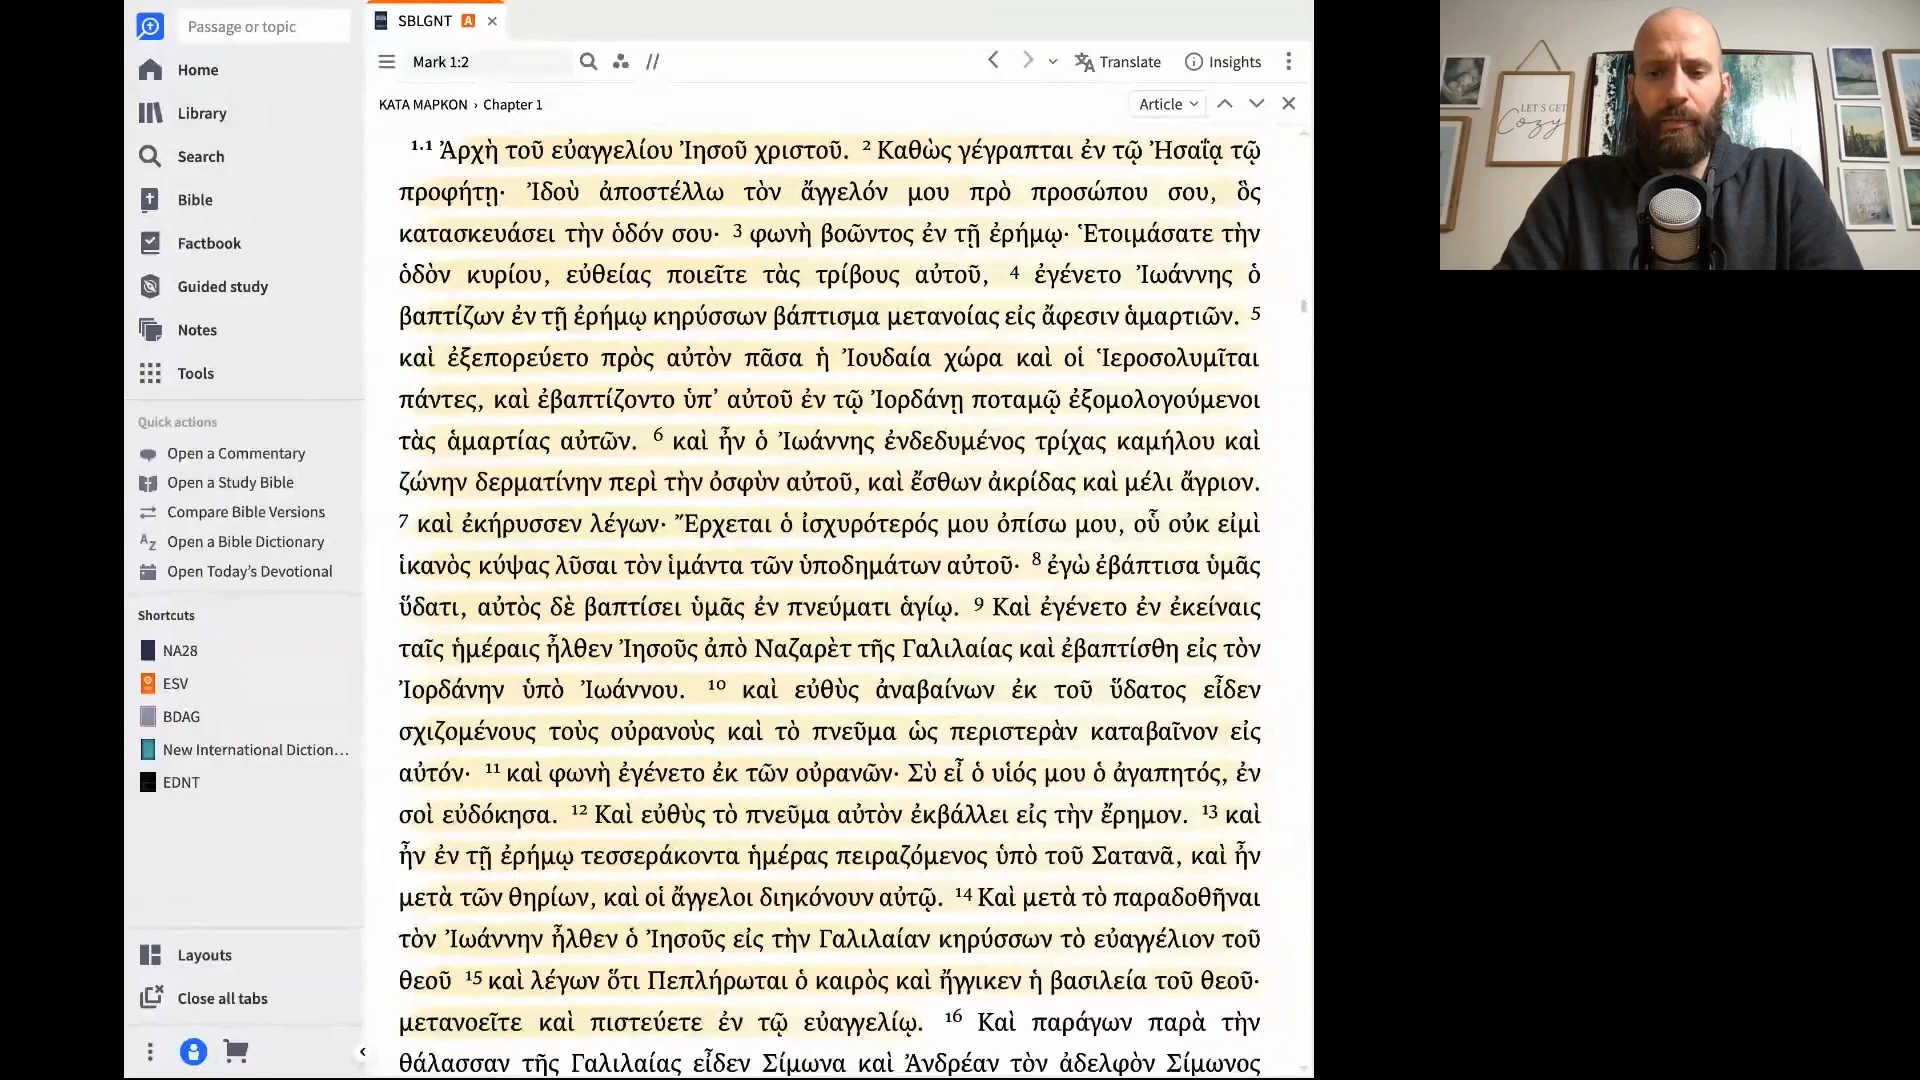 Passage or topic
Home
Library
Search
Bible
Factbook
Guided study
Notes
Tools
Quick actions
Open a Commentary
Open a Study Bible
Compare Bible Versions
Open a Bible Dictionary
Open Today's Devotional
Shortcuts
NA28
ESV
BDAG
New International Diction...
EDNT
Layouts
Close all tabs
SBLGNT A
Mark 1:2
Translate
Insights
ΚΑΤΑ ΜΑΡΚΟΝ › Chapter 1
Article
1.1 Ἀρχὴ τοῦ εὐαγγελίου Ἰησοῦ χριστοῦ. 2 Καθὼς γέγραπται ἐν τῷ Ἠσαΐᾳ τῷ
προφήτῃ· Ἰδοὺ ἀποστέλλω τὸν ἄγγελόν μου πρὸ προσώπου σου, ὃς
κατασκευάσει τὴν ὁδόν σου· 3 φωνὴ βοῶντος ἐν τῇ ἐρήμῳ· Ἑτοιμάσατε τὴν
ὁδὸν κυρίου, εὐθείας ποιεῖτε τὰς τρίβους αὐτοῦ, 4 ἐγένετο Ἰωάννης ὁ
βαπτίζων ἐν τῇ ἐρήμῳ κηρύσσων βάπτισμα μετανοίας εἰς ἄφεσιν ἁμαρτιῶν. 5
καὶ ἐξεπορεύετο πρὸς αὐτὸν πᾶσα ἡ Ἰουδαία χώρα καὶ οἱ Ἱεροσολυμῖται
πάντες, καὶ ἐβαπτίζοντο ὑπ' αὐτοῦ ἐν τῷ Ἰορδάνῃ ποταμῷ ἐξομολογούμενοι
τὰς ἁμαρτίας αὐτῶν. 6 καὶ ἦν ὁ Ἰωάννης ἐνδεδυμένος τρίχας καμήλου καὶ
ζώνην δερματίνην περὶ τὴν ὀσφὺν αὐτοῦ, καὶ ἔσθων ἀκρίδας καὶ μέλι ἄγριον.
7 καὶ ἐκήρυσσεν λέγων· Ἔρχεται ὁ ἰσχυρότερός μου ὀπίσω μου, οὗ οὐκ εἰμὶ
ἱκανὸς κύψας λῦσαι τὸν ἱμάντα τῶν ὑποδημάτων αὐτοῦ· 8 ἐγὼ ἐβάπτισα ὑμᾶς
ὕδατι, αὐτὸς δὲ βαπτίσει ὑμᾶς ἐν πνεύματι ἁγίῳ. 9 Καὶ ἐγένετο ἐν ἐκείναις
ταῖς ἡμέραις ἦλθεν Ἰησοῦς ἀπὸ Ναζαρὲτ τῆς Γαλιλαίας καὶ ἐβαπτίσθη εἰς τὸν
Ἰορδάνην ὑπὸ Ἰωάννου. 10 καὶ εὐθὺς ἀναβαίνων ἐκ τοῦ ὕδατος εἶδεν
σχιζομένους τοὺς οὐρανοὺς καὶ τὸ πνεῦμα ὡς περιστερὰν καταβαῖνον εἰς
αὐτόν· 11 καὶ φωνὴ ἐγένετο ἐκ τῶν οὐρανῶν· Σὺ εἶ ὁ υἱός μου ὁ ἀγαπητός, ἐν
σοὶ εὐδόκησα. 12 Καὶ εὐθὺς τὸ πνεῦμα αὐτὸν ἐκβάλλει εἰς τὴν ἔρημον. 13 καὶ
ἦν ἐν τῇ ἐρήμῳ τεσσεράκοντα ἡμέρας πειραζόμενος ὑπὸ τοῦ Σατανᾶ, καὶ ἦν
μετὰ τῶν θηρίων, καὶ οἱ ἄγγελοι διηκόνουν αὐτῷ. 14 Καὶ μετὰ τὸ παραδοθῆναι
τὸν Ἰωάννην ἦλθεν ὁ Ἰησοῦς εἰς τὴν Γαλιλαίαν κηρύσσων τὸ εὐαγγέλιον τοῦ
θεοῦ 15 καὶ λέγων ὅτι Πεπλήρωται ὁ καιρὸς καὶ ἤγγικεν ἡ βασιλεία τοῦ θεοῦ·
μετανοεῖτε καὶ πιστεύετε ἐν τῷ εὐαγγελίῳ. 16 Καὶ παράγων παρὰ τὴν
θάλασσαν τῆς Γαλιλαίας εἶδεν Σίμωνα καὶ Ἀνδρέαν τὸν ἀδελφὸν Σίμωνος
LET'S GET
Cozy